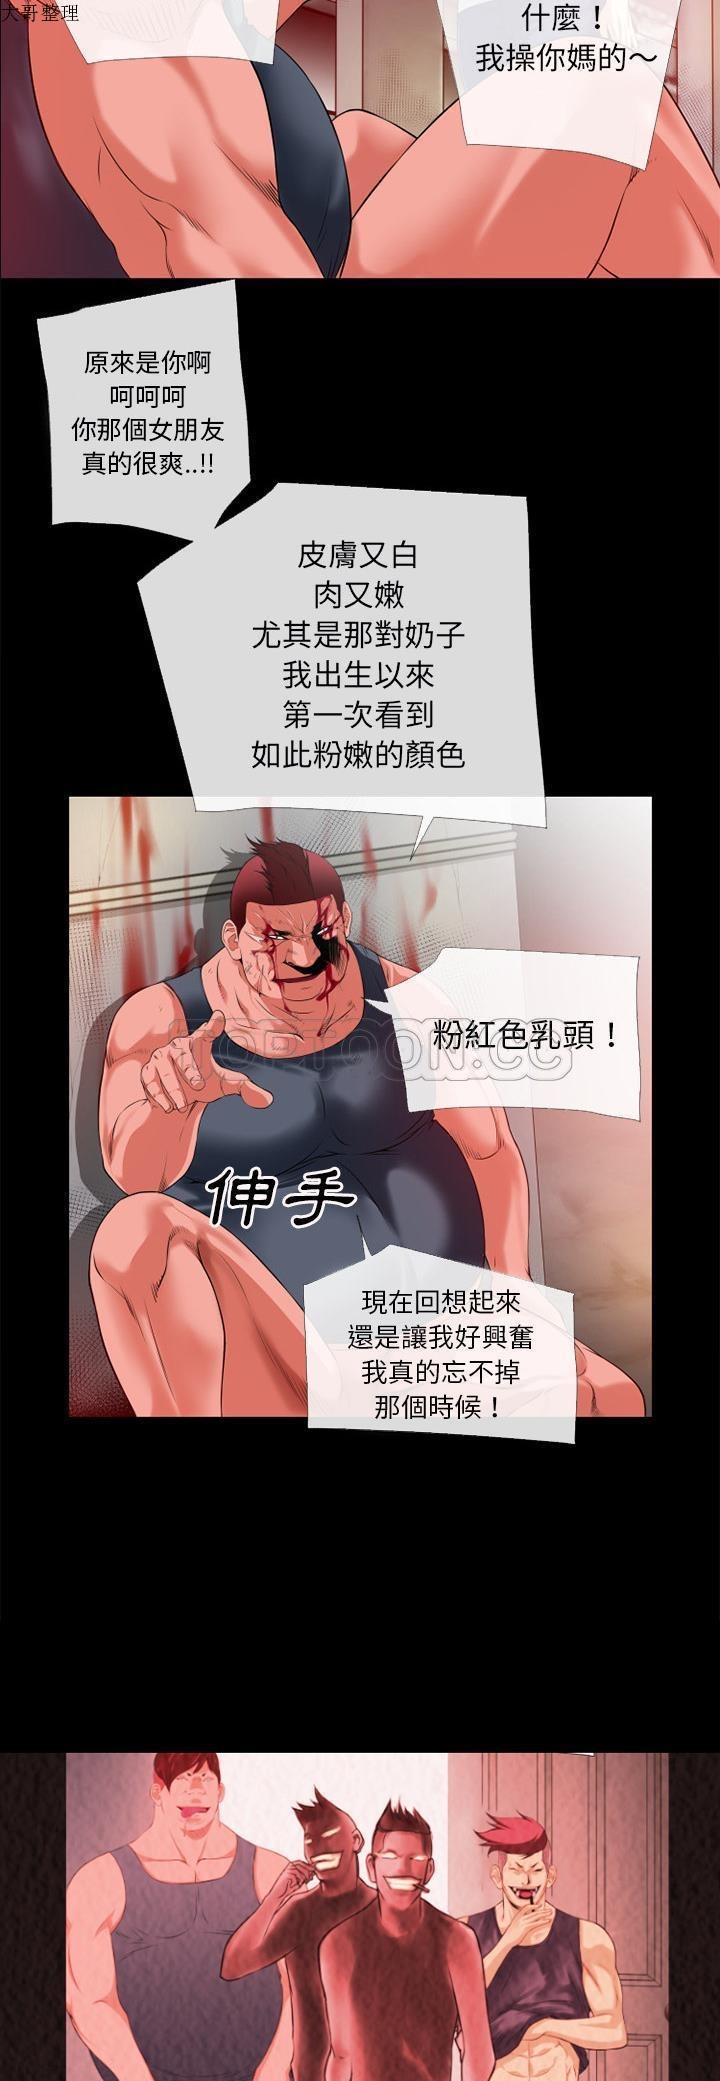 大哥整理
什麼！
我操你媽的～
原來是你啊
呵呵呵
你那個女朋友
真的很爽..!!
皮膚又白
肉又嫩
尤其是那對奶子
我出生以來
第一次看到
如此粉嫩的顏色
粉紅色乳頭！
TOPTOON.CC
伸手
現在回想起來
還是讓我好興奮
我真的忘不掉
那個時候！